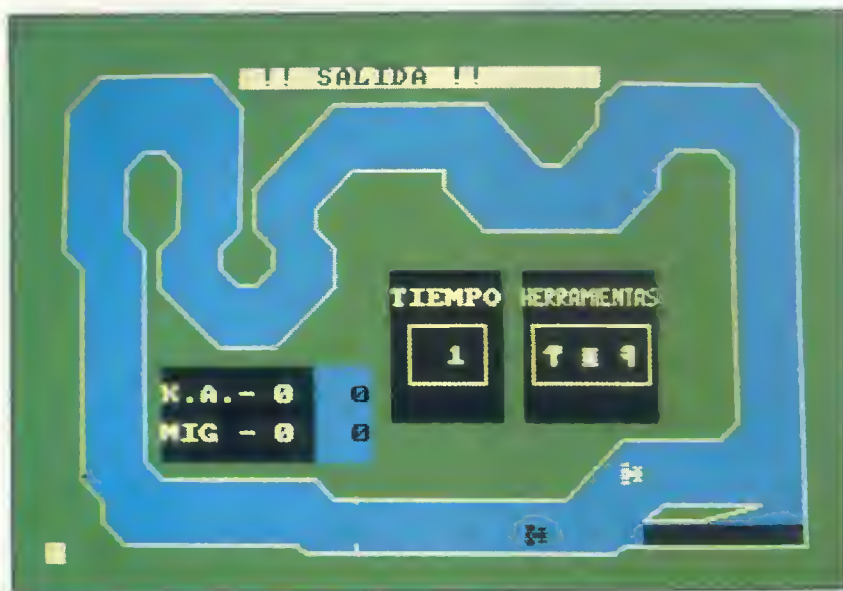 !! SALIDA !!
TIEMPO
HERRAMIENTAS
1
K.A.- 0 0
MIG - 0 0